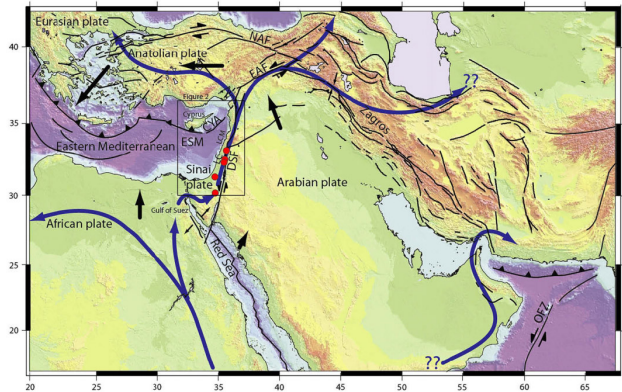 Eurasian plate
40
NAF
Anatolian plate
EAF
??
Figure 2
Zagros
Cyprus
CYA
35
ESM
Eastern Mediterranean
DSF
Sinai
plate
Arabian plate
30
Gulf of Suez
African plate
Red Sea
25
OFZ
20
??
20 25 30 35 40 45 50 55 60 65